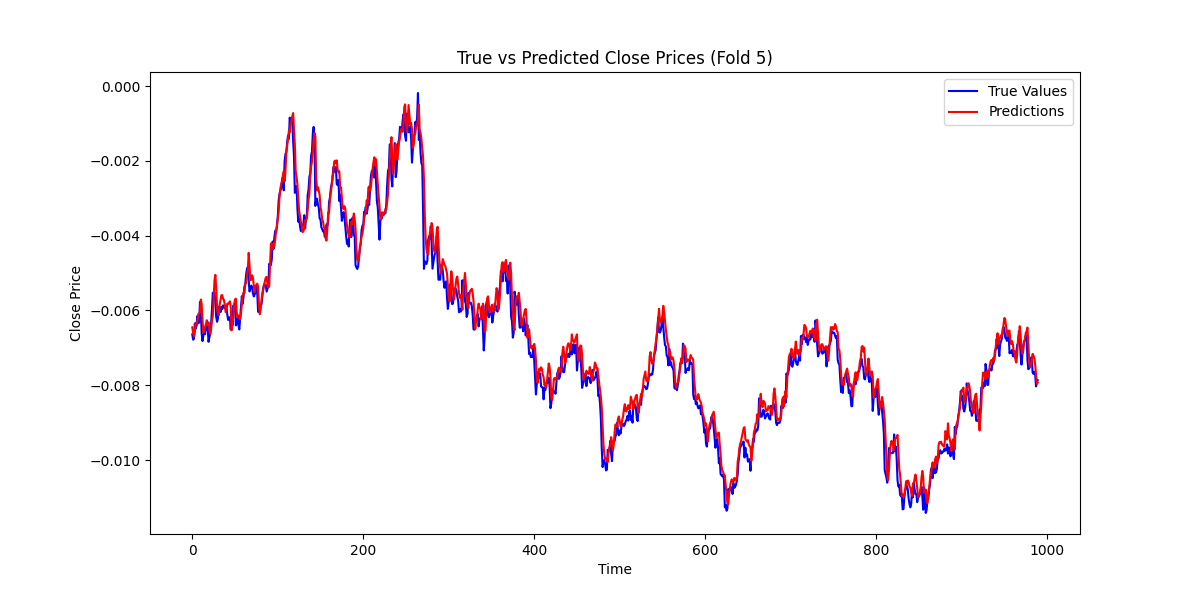 True vs Predicted Close Prices (Fold 5)
True Values
Predictions
0.000
−0.002
−0.004
−0.006
−0.008
−0.010
Close Price
0
200
400
600
800
1000
Time